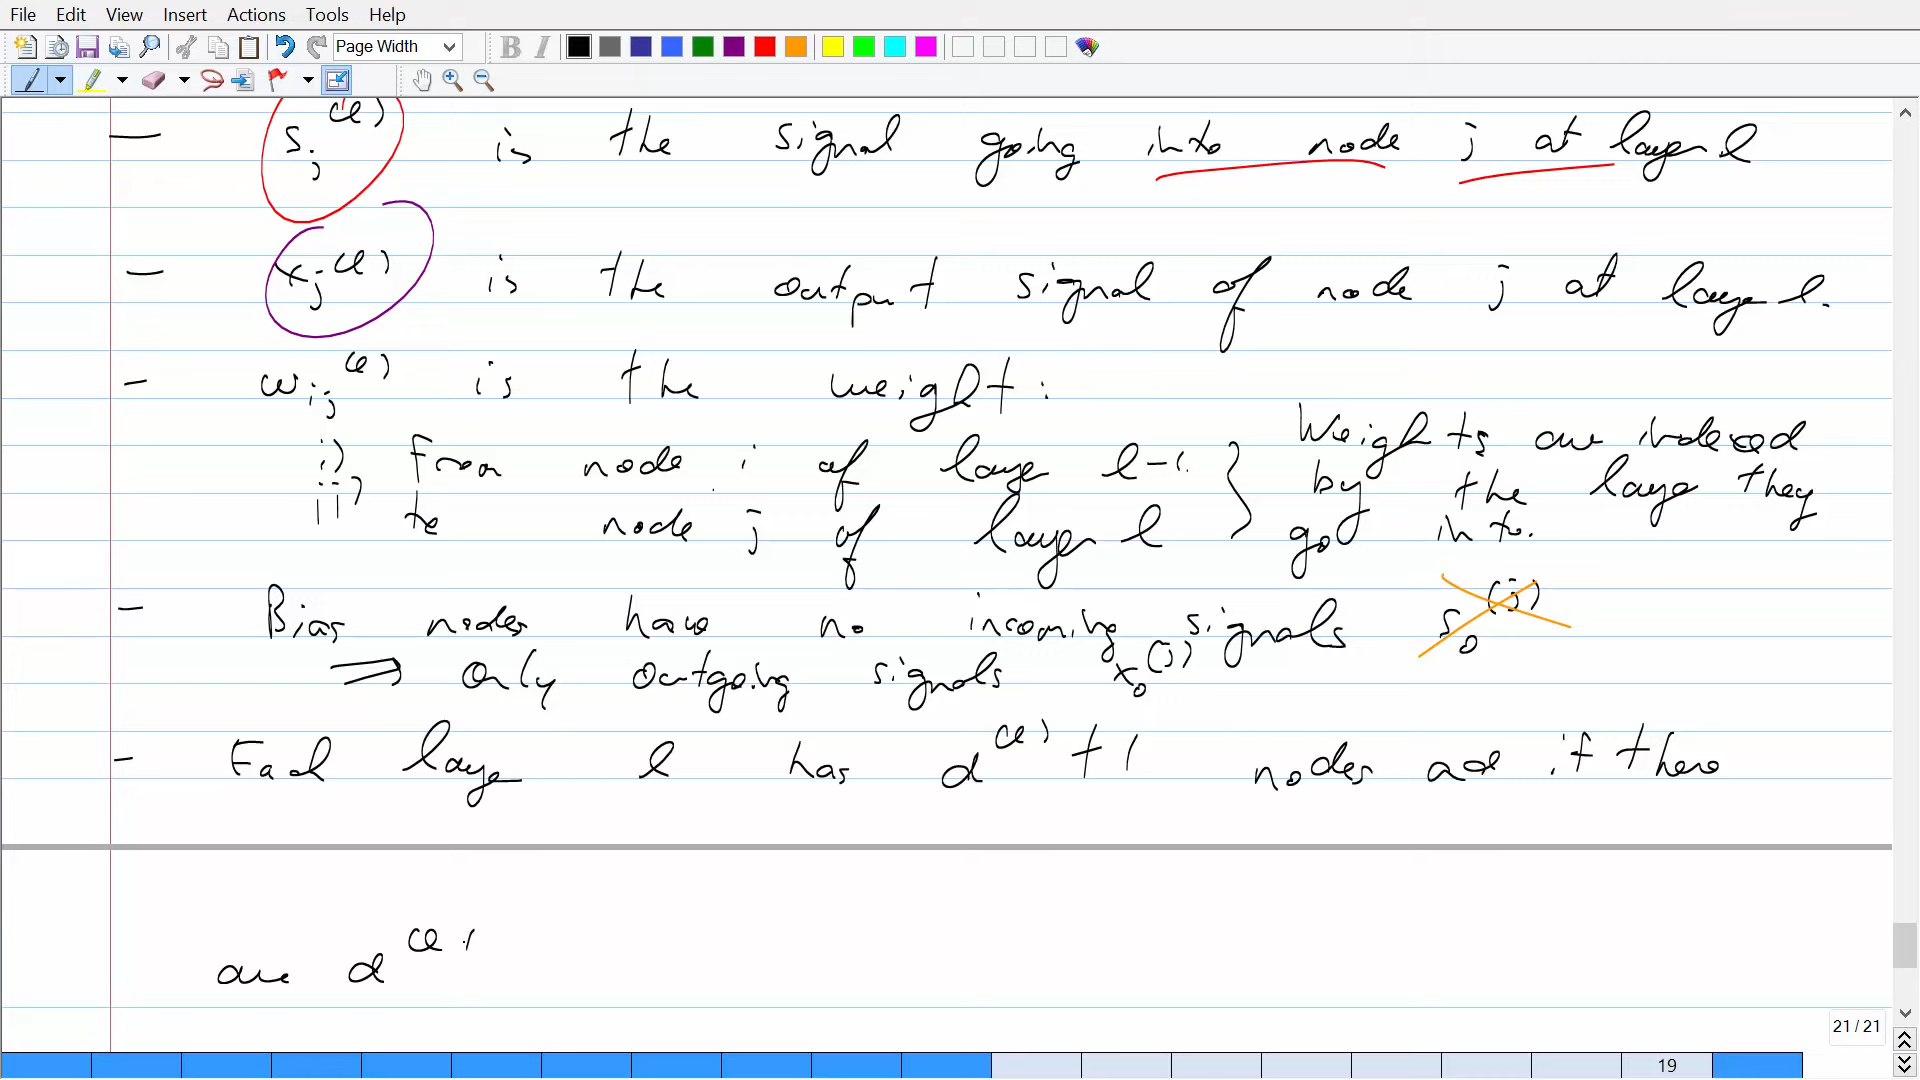 File Edit View Insert Actions Tools Help
Page Width B I
— s_j^(l) is the signal going into node j at layer l
— x_j^(l) is the output signal of node j at layer l.
- w_ij^(l) is the weight:
i) From node i of layer l-1
ii) to node j of layer l
Weights are indexed
by the layer they
go into.
- Bias nodes have no incoming signals s_0^(j)
⟹ only outgoing signals x_0^(j)
- Each layer l has d^(l) + 1 nodes and if there
are d^(l
21 / 21
19